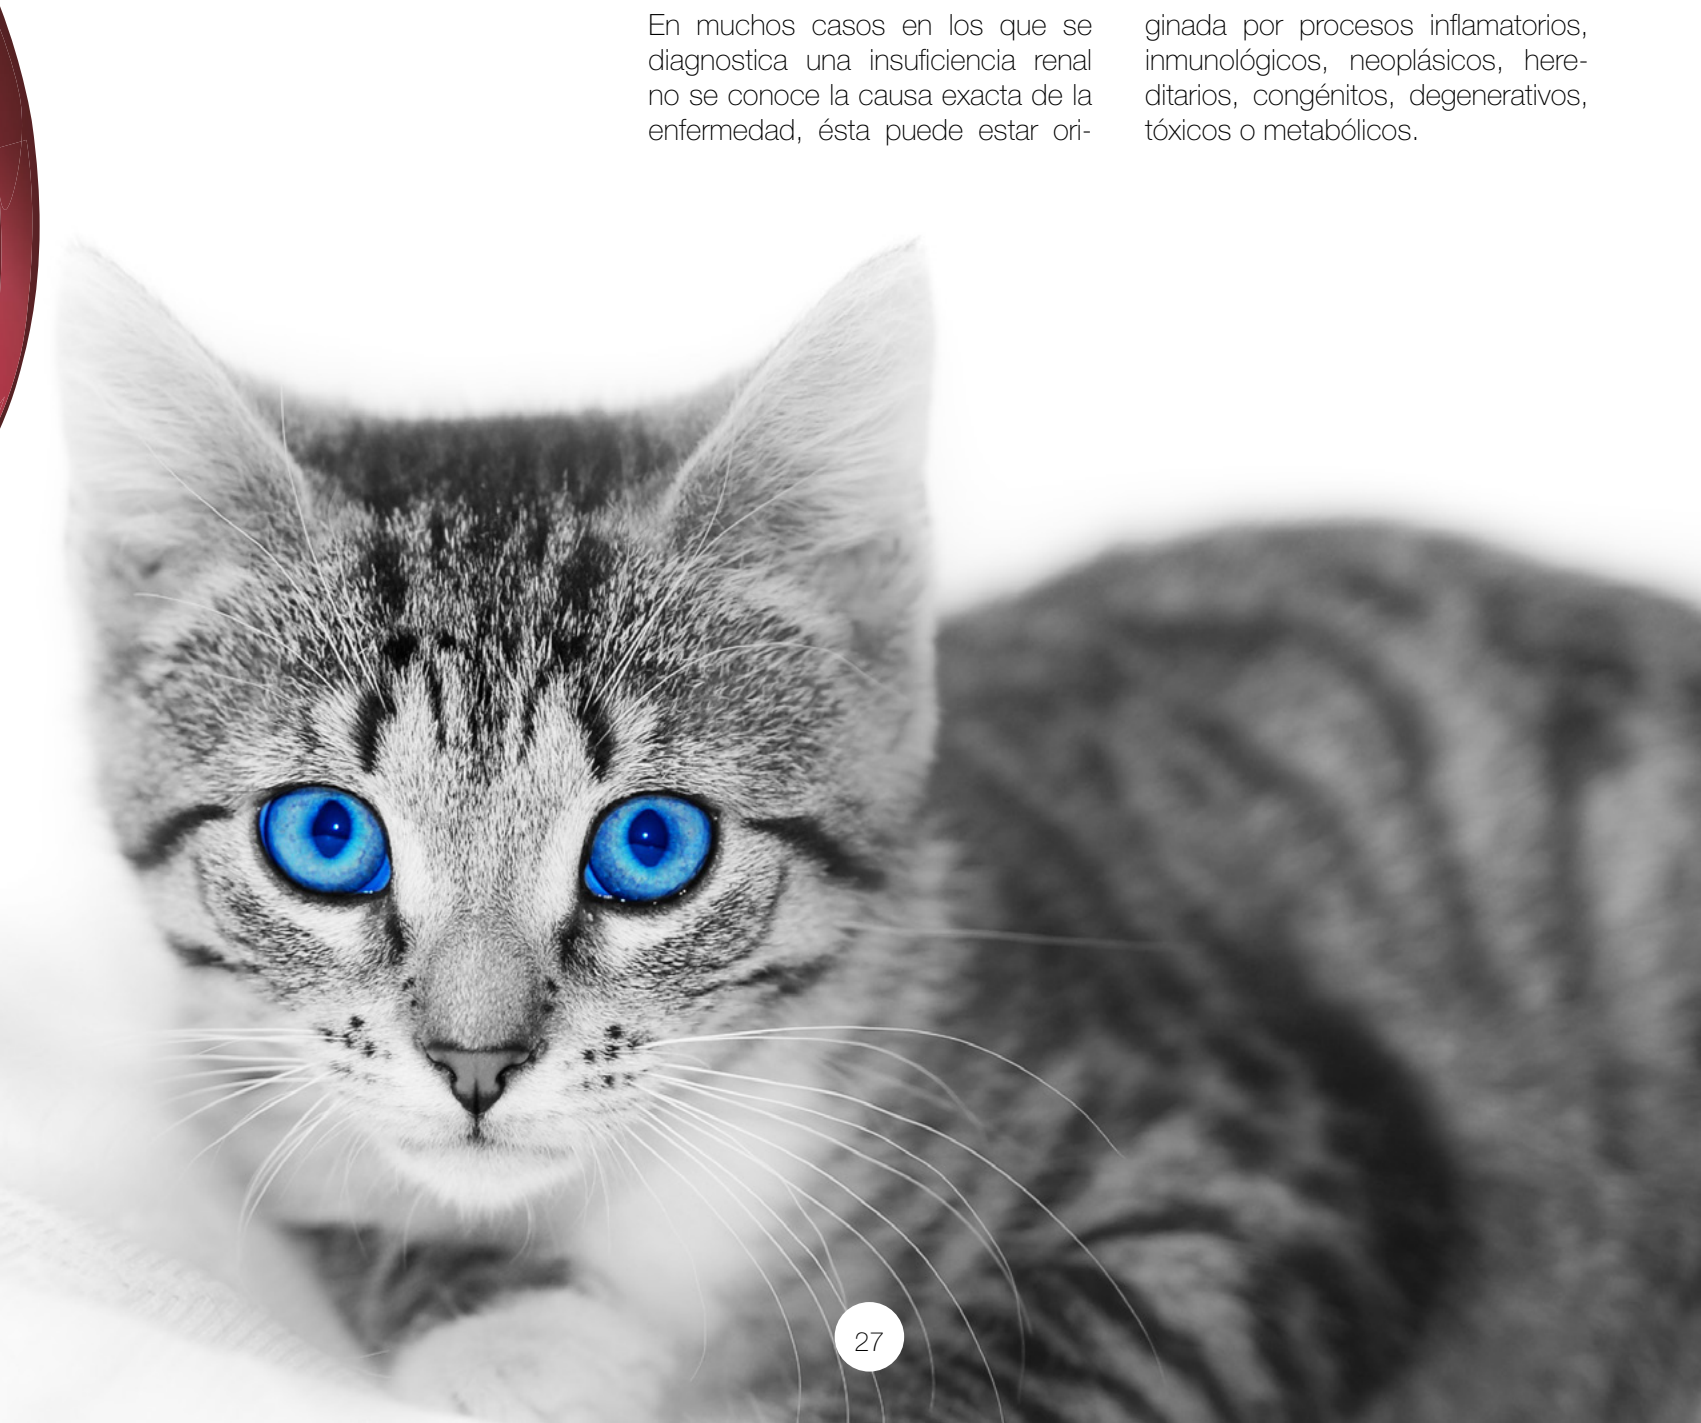 En muchos casos en los que se
diagnostica una insuficiencia renal
no se conoce la causa exacta de la
enfermedad, ésta puede estar ori-
ginada por procesos inflamatorios,
inmunológicos, neoplásicos, here-
ditarios, congénitos, degenerativos,
tóxicos o metabólicos.
27